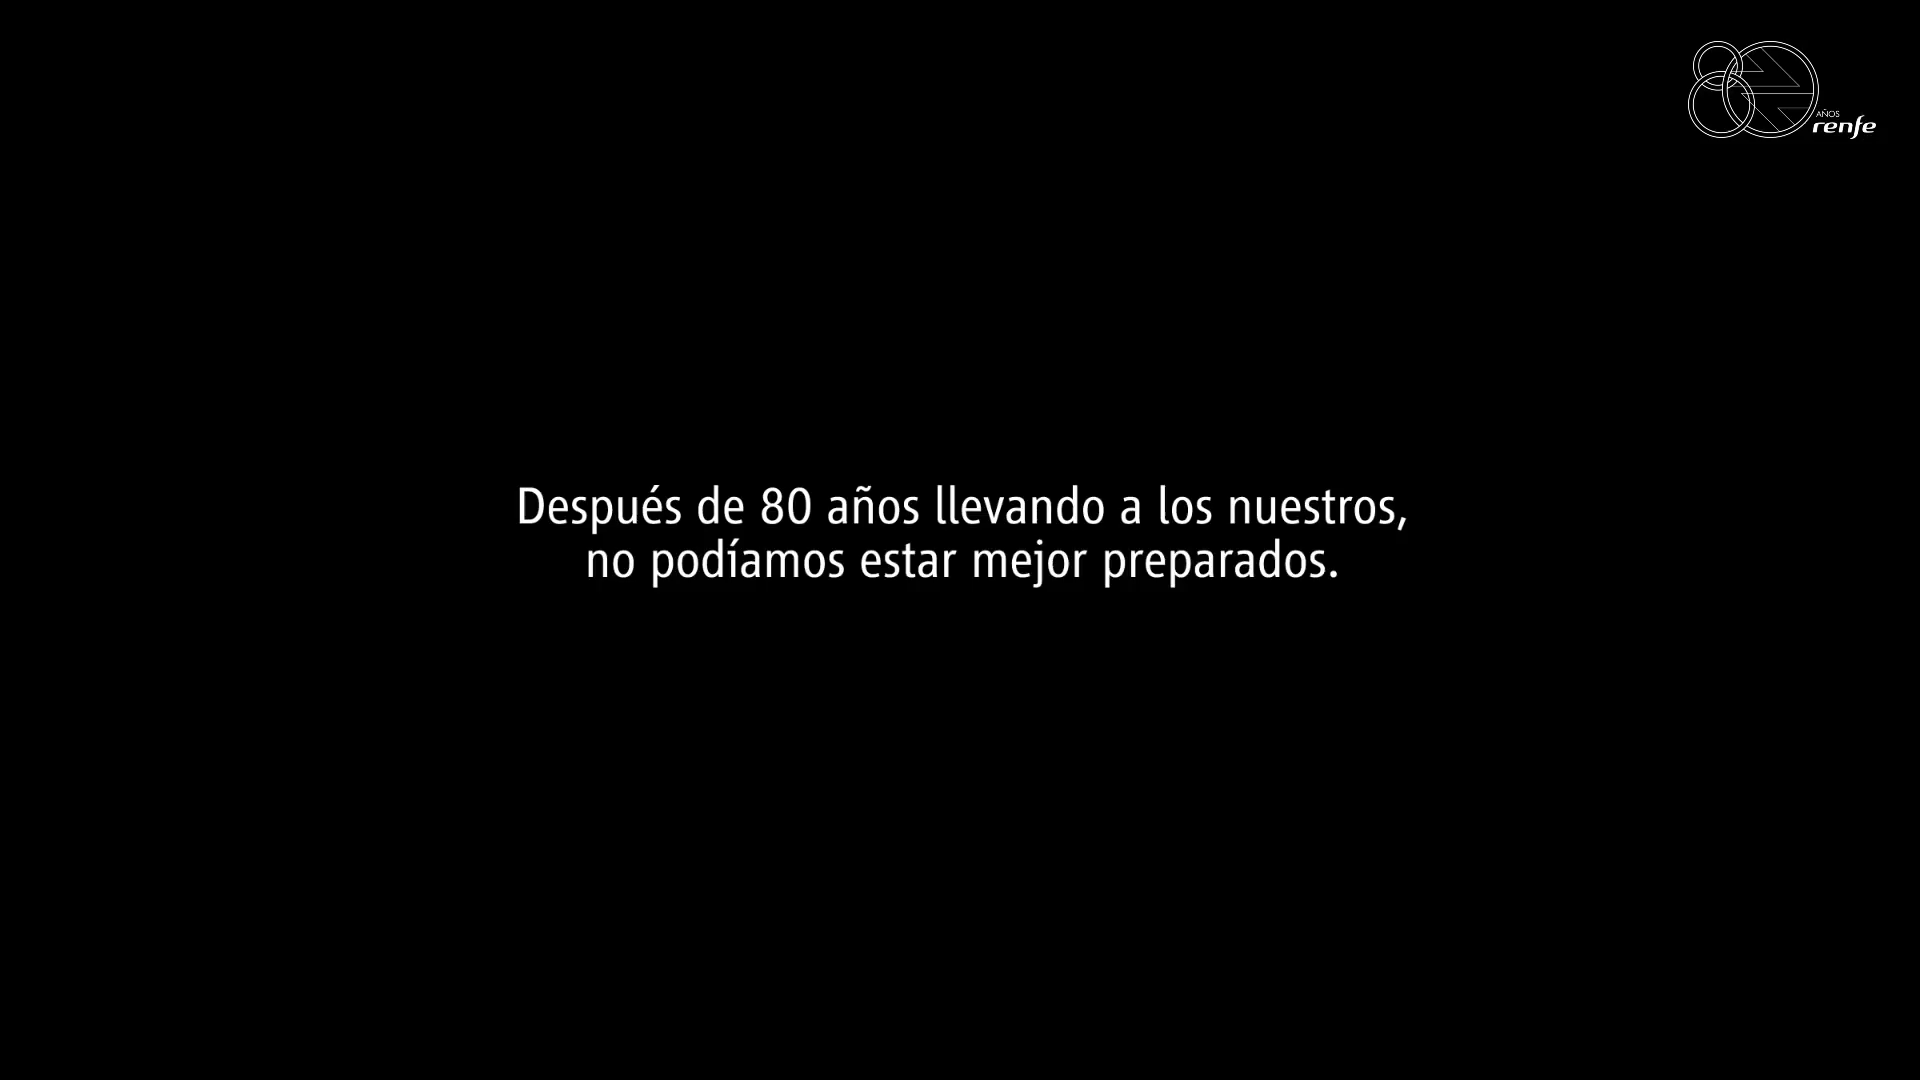 80
AÑOS
renfe
Después de 80 años llevando a los nuestros,
no podíamos estar mejor preparados.